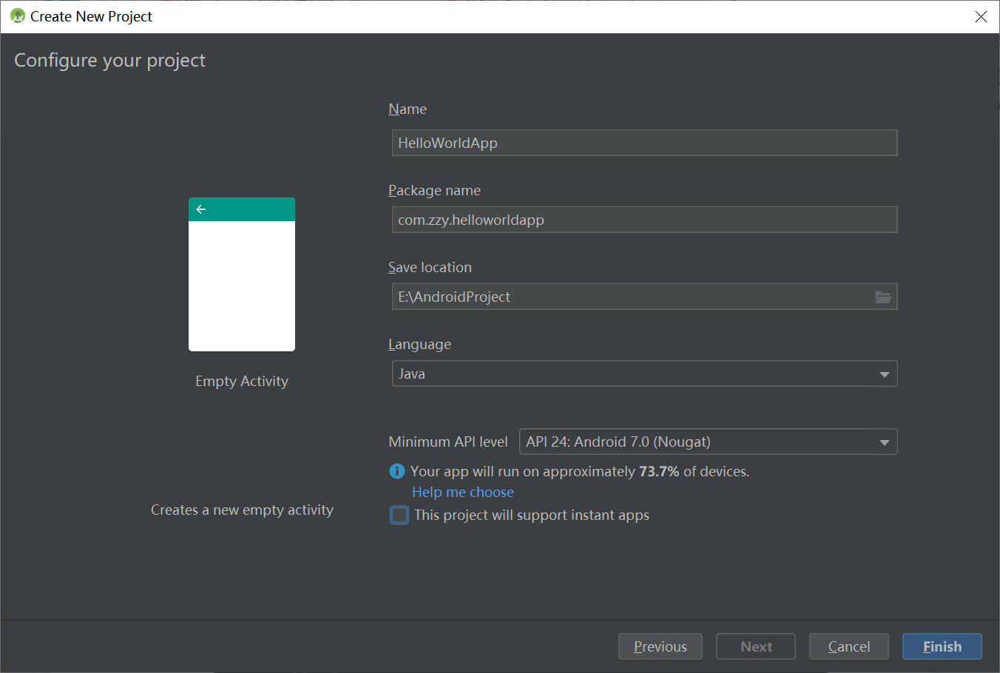 Create New Project
Configure your project
Name
HelloWorldApp
Package name
com.zzy.helloworldapp
Save location
E:\AndroidProject
Language
Java
Empty Activity
Minimum API level API 24: Android 7.0 (Nougat)
Your app will run on approximately 73.7% of devices.
Help me choose
Creates a new empty activity
This project will support instant apps
Previous Next Cancel Finish